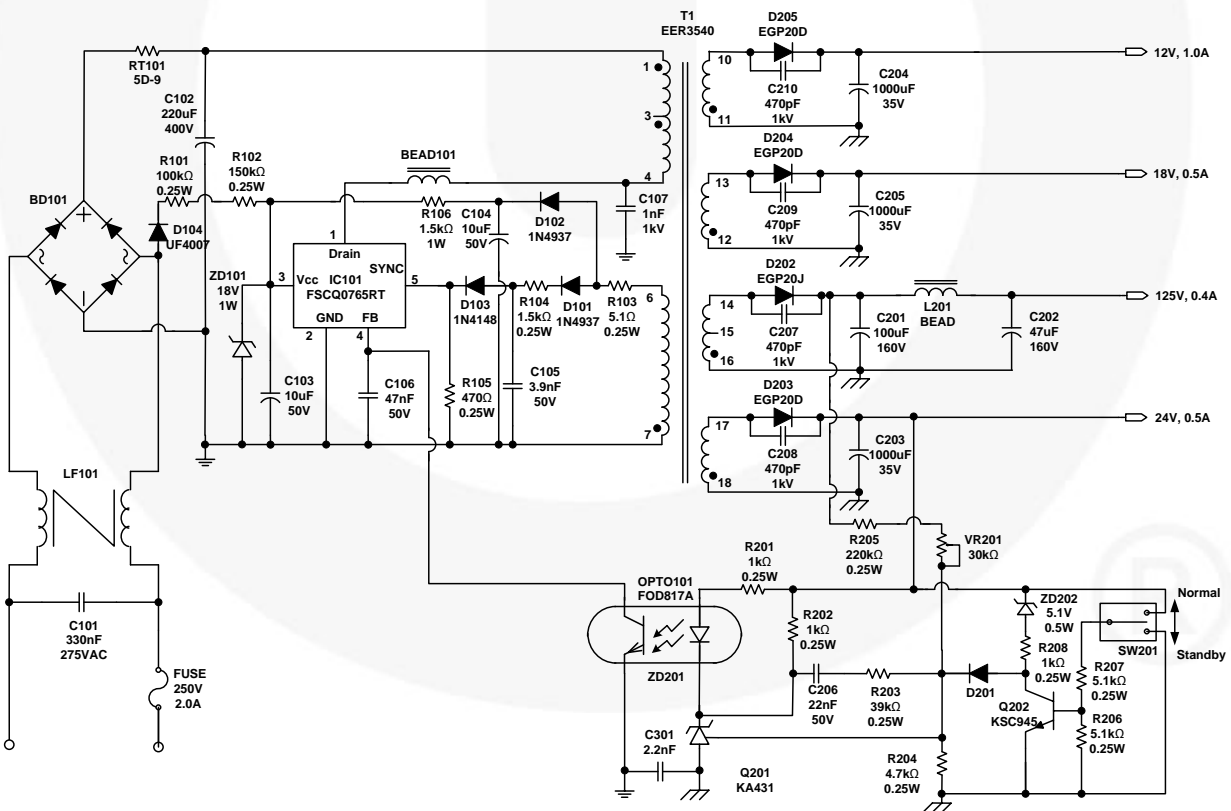 T1
EER3540
RT101
5D-9
C102
220uF
400V
R101
100kΩ
0.25W
R102
150kΩ
0.25W
BD101
D104
UF4007
BEAD101
1
3
4
C107
1nF
1kV
R106
1.5kΩ
1W
C104
10uF
50V
D102
1N4937
ZD101
18V
1W
1
Drain
SYNC
3
Vcc
IC101
FSCQ0765RT
5
GND
FB
2
4
D103
1N4148
R104
1.5kΩ
0.25W
D101
1N4937
R103
5.1Ω
0.25W
6
7
C103
10uF
50V
C106
47nF
50V
R105
470Ω
0.25W
C105
3.9nF
50V
LF101
C101
330nF
275VAC
FUSE
250V
2.0A
10
11
D205
EGP20D
C210
470pF
1kV
C204
1000uF
35V
12V, 1.0A
13
12
D204
EGP20D
C209
470pF
1kV
C205
1000uF
35V
18V, 0.5A
14
15
16
D202
EGP20J
C207
470pF
1kV
C201
100uF
160V
L201
BEAD
C202
47uF
160V
125V, 0.4A
17
18
D203
EGP20D
C208
470pF
1kV
C203
1000uF
35V
24V, 0.5A
R205
220kΩ
0.25W
VR201
30kΩ
OPTO101
FOD817A
R201
1kΩ
0.25W
R202
1kΩ
0.25W
ZD201
C206
22nF
50V
R203
39kΩ
0.25W
D201
ZD202
5.1V
0.5W
R208
1kΩ
0.25W
Q202
KSC945
R207
5.1kΩ
0.25W
R206
5.1kΩ
0.25W
SW201
Normal
Standby
C301
2.2nF
Q201
KA431
R204
4.7kΩ
0.25W
®